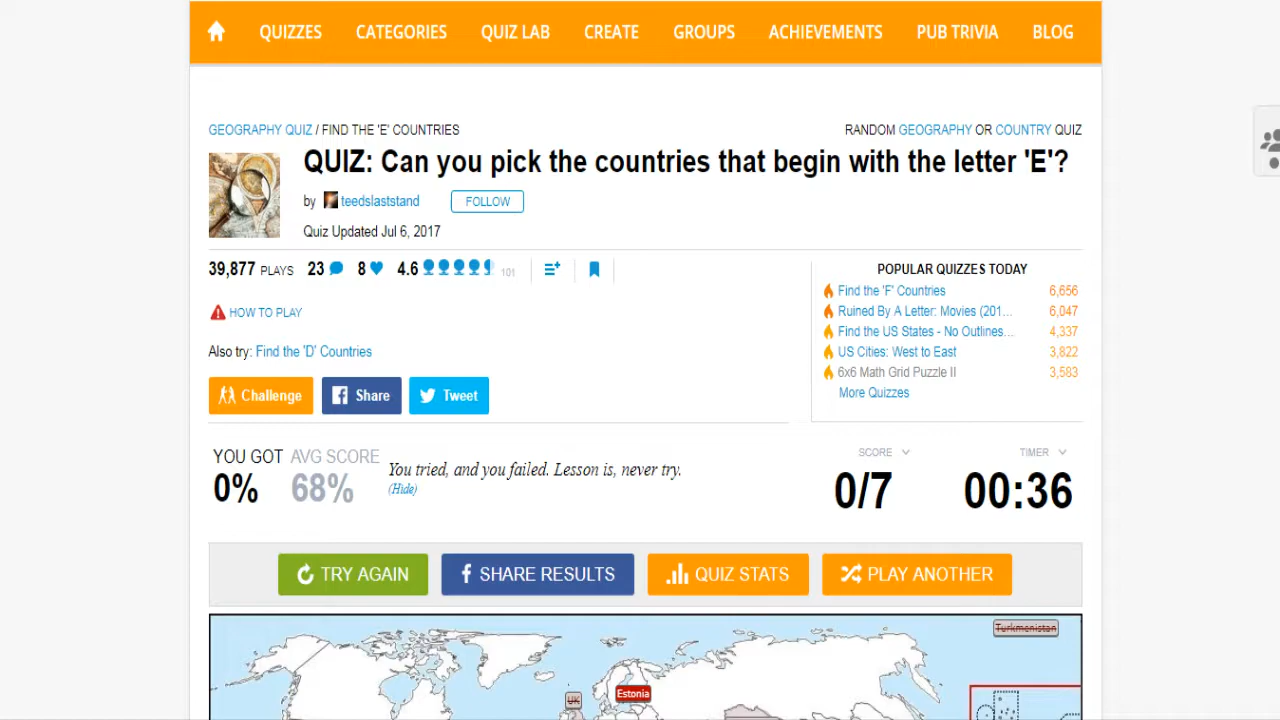 QUIZZES CATEGORIES QUIZ LAB CREATE GROUPS ACHIEVEMENTS PUB TRIVIA BLOG
GEOGRAPHY QUIZ / FIND THE 'E' COUNTRIES
RANDOM GEOGRAPHY OR COUNTRY QUIZ
QUIZ: Can you pick the countries that begin with the letter 'E'?
by teedslaststand FOLLOW
Quiz Updated Jul 6, 2017
39,877 PLAYS 23 8 4.6 101
HOW TO PLAY
Also try: Find the 'D' Countries
Challenge Share Tweet
POPULAR QUIZZES TODAY
Find the 'F' Countries 6,656
Ruined By A Letter: Movies (201... 6,047
Find the US States - No Outlines... 4,337
US Cities: West to East 3,822
6x6 Math Grid Puzzle II 3,583
More Quizzes
YOU GOT AVG SCORE
0% 68%
You tried, and you failed. Lesson is, never try.
(Hide)
SCORE TIMER
0/7 00:36
TRY AGAIN SHARE RESULTS QUIZ STATS PLAY ANOTHER
Turkmenistan
Estonia
UK